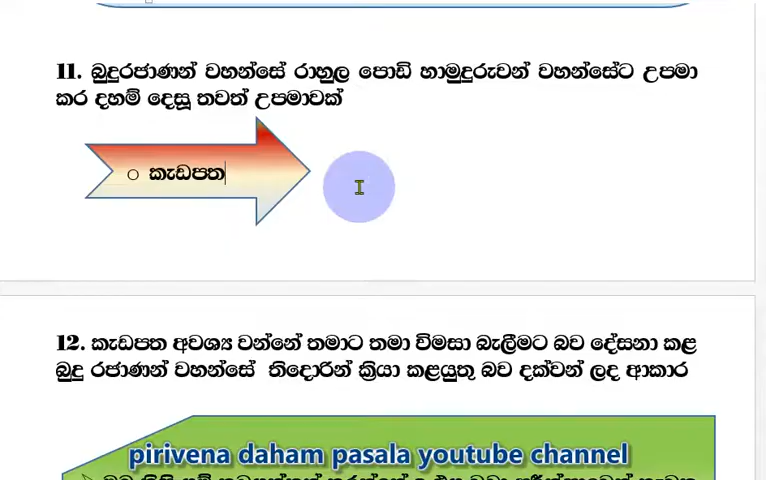 11. බුදුරජාණන් වහන්සේ රාහුල පොඩි හාමුදුරුවන් වහන්සේට උපමා
කර දහම් දෙසූ තවත් උපමාවක්
○ කැඩපත
12. කැඩපත අවශ්‍ය වන්නේ තමාට තමා විමසා බැලීමට බව දේසනා කළ
බුදු රජාණන් වහන්සේ තිදොරින් ක්‍රියා කළයුතු බව දක්වන් ලද ආකාර
pirivena daham pasala youtube channel